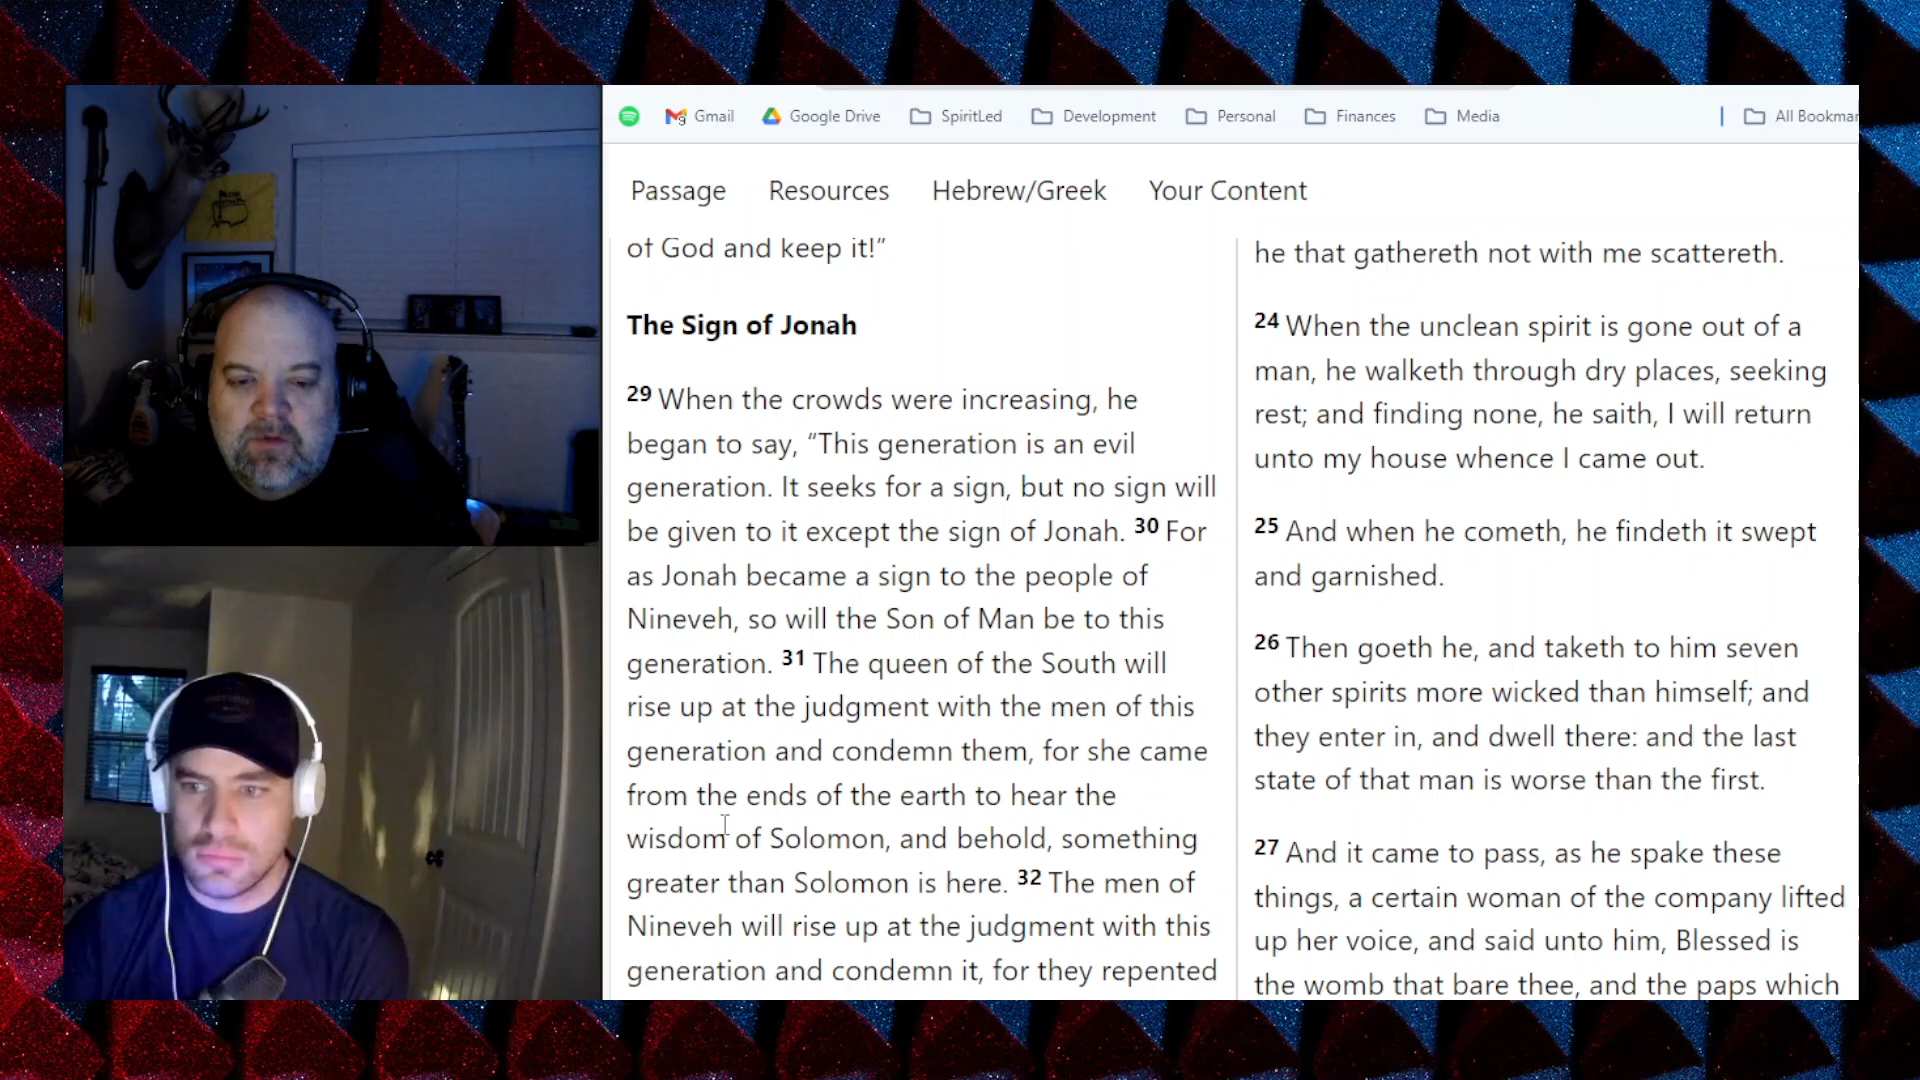 Gmail Google Drive SpiritLed Development Personal Finances Media All Bookmar
Passage Resources Hebrew/Greek Your Content
of God and keep it!”
The Sign of Jonah
29 When the crowds were increasing, he
began to say, “This generation is an evil
generation. It seeks for a sign, but no sign will
be given to it except the sign of Jonah. 30 For
as Jonah became a sign to the people of
Nineveh, so will the Son of Man be to this
generation. 31 The queen of the South will
rise up at the judgment with the men of this
generation and condemn them, for she came
from the ends of the earth to hear the
wisdom of Solomon, and behold, something
greater than Solomon is here. 32 The men of
Nineveh will rise up at the judgment with this
generation and condemn it, for they repented
he that gathereth not with me scattereth.
24 When the unclean spirit is gone out of a
man, he walketh through dry places, seeking
rest; and finding none, he saith, I will return
unto my house whence I came out.
25 And when he cometh, he findeth it swept
and garnished.
26 Then goeth he, and taketh to him seven
other spirits more wicked than himself; and
they enter in, and dwell there: and the last
state of that man is worse than the first.
27 And it came to pass, as he spake these
things, a certain woman of the company lifted
up her voice, and said unto him, Blessed is
the womb that bare thee, and the paps which